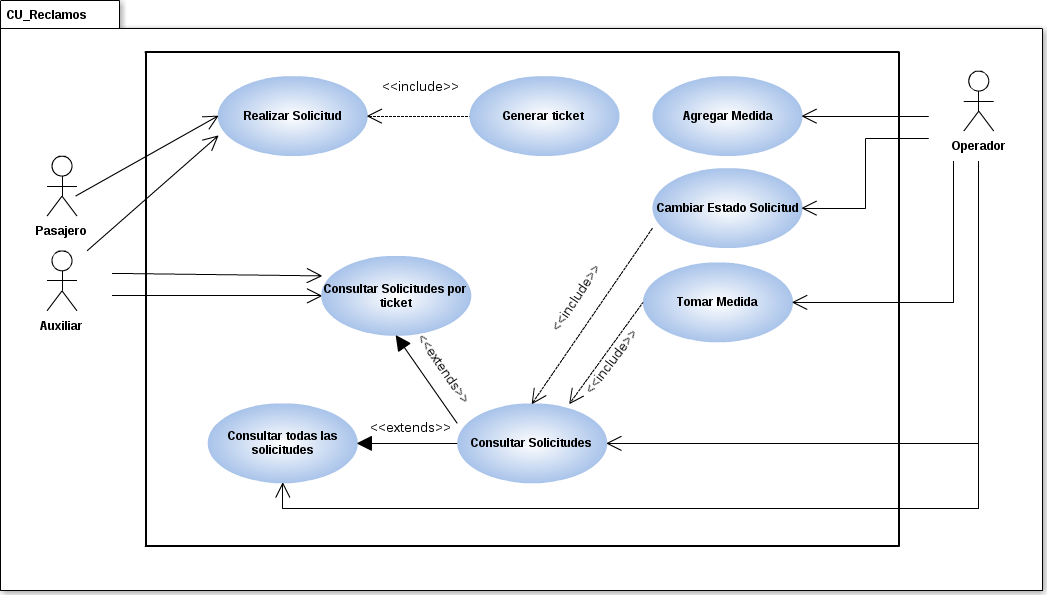 CU_Reclamos
<<include>>
Realizar Solicitud
Generar ticket
Agregar Medida
Operador
Pasajero
Cambiar Estado Solicitud
Auxiliar
Consultar Solicitudes por
ticket
<<include>>
Tomar Medida
<<include>>
<<extends>>
<<extends>>
Consultar todas las
solicitudes
Consultar Solicitudes